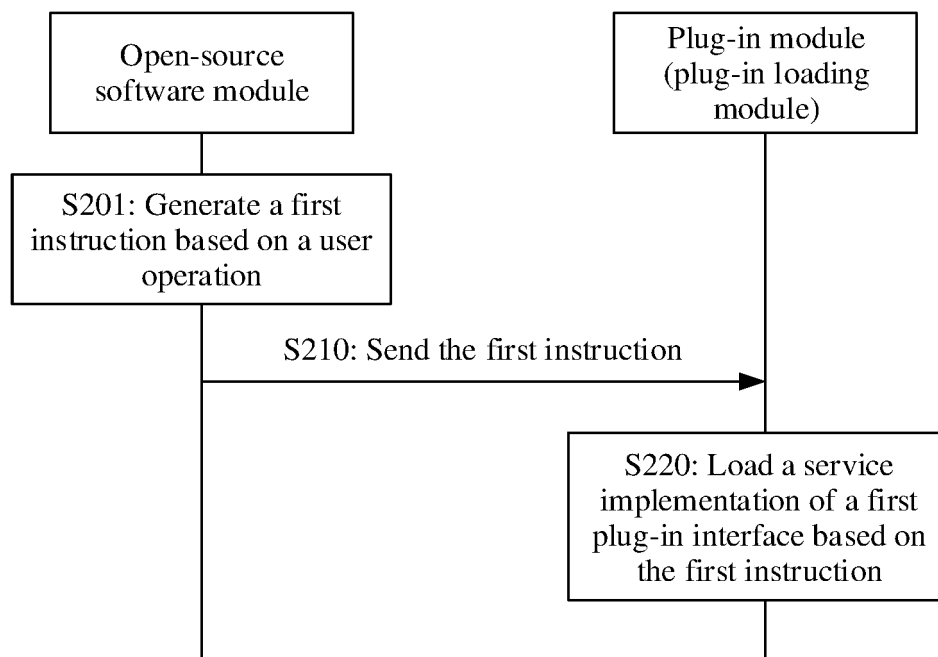 Open-source
software module
Plug-in module
(plug-in loading
module)
S201: Generate a first
instruction based on a user
operation
S210: Send the first instruction
S220: Load a service
implementation of a first
plug-in interface based on
the first instruction